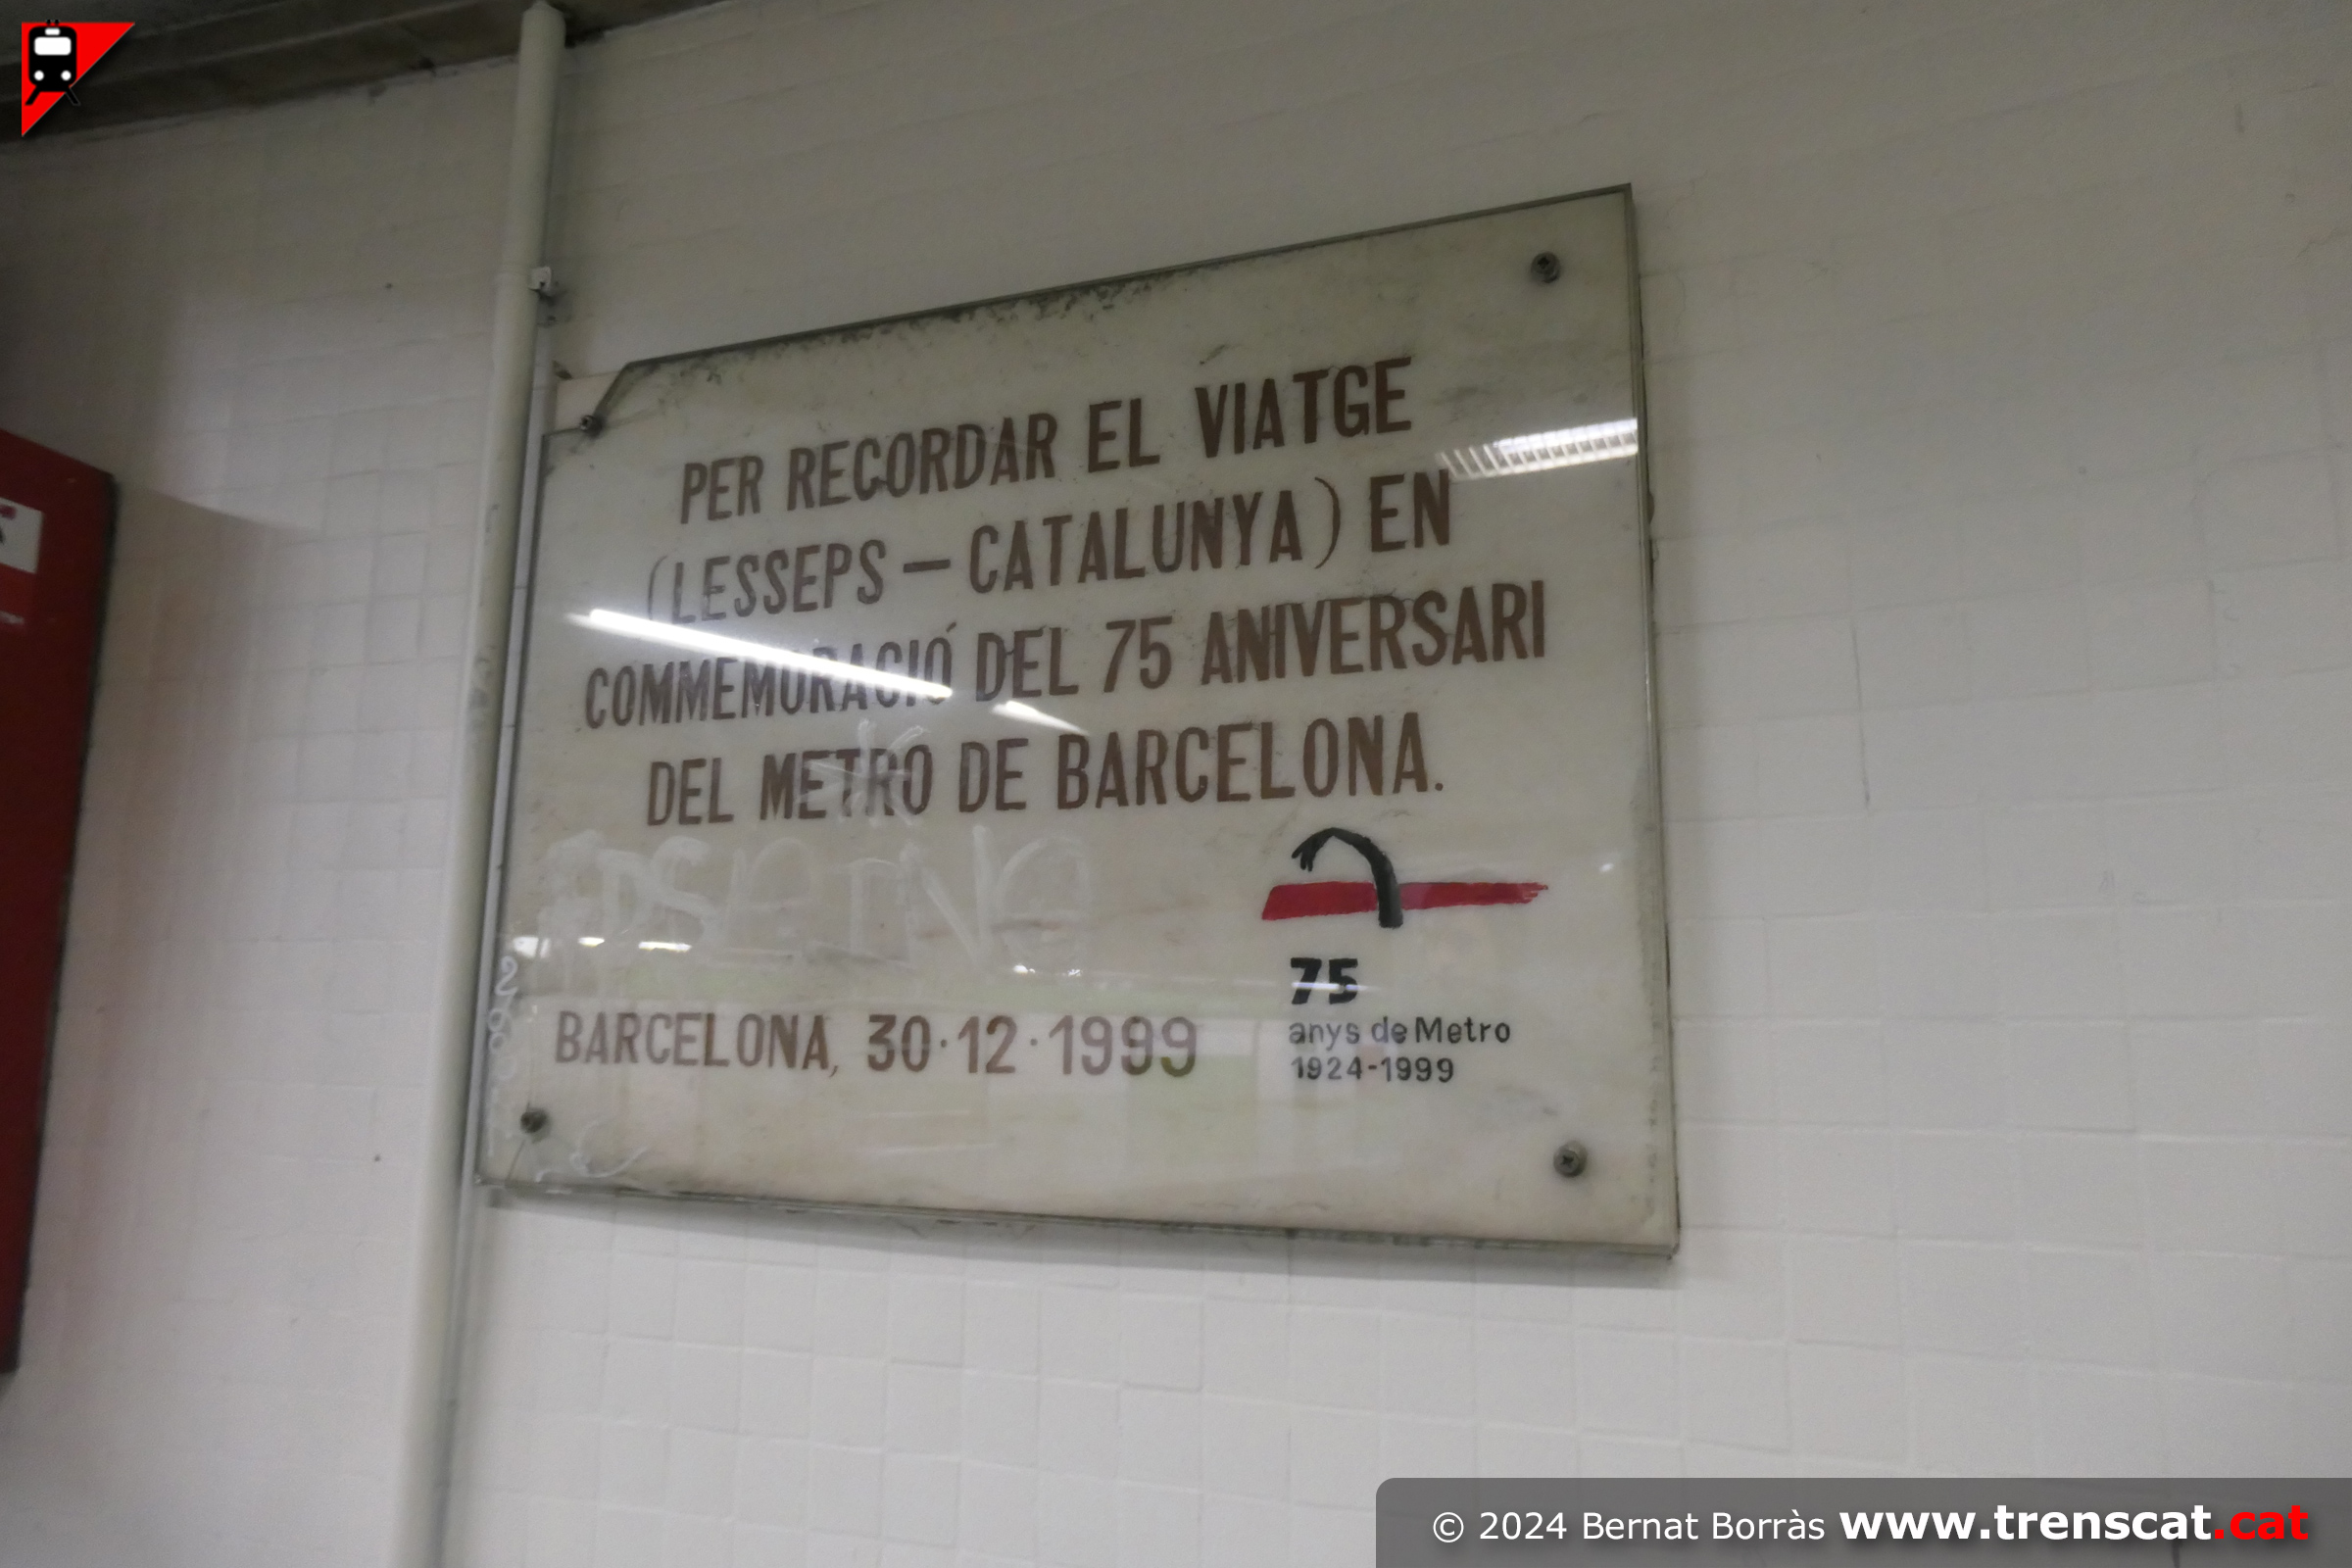 PER RECORDAR EL VIATGE
(LESSEPS – CATALUNYA) EN
COMMEMORACIÓ DEL 75 ANIVERSARI
DEL METRO DE BARCELONA.
75
anys de Metro
1924-1999
BARCELONA, 30·12·1999
© 2024 Bernat Borràs www.trenscat.cat